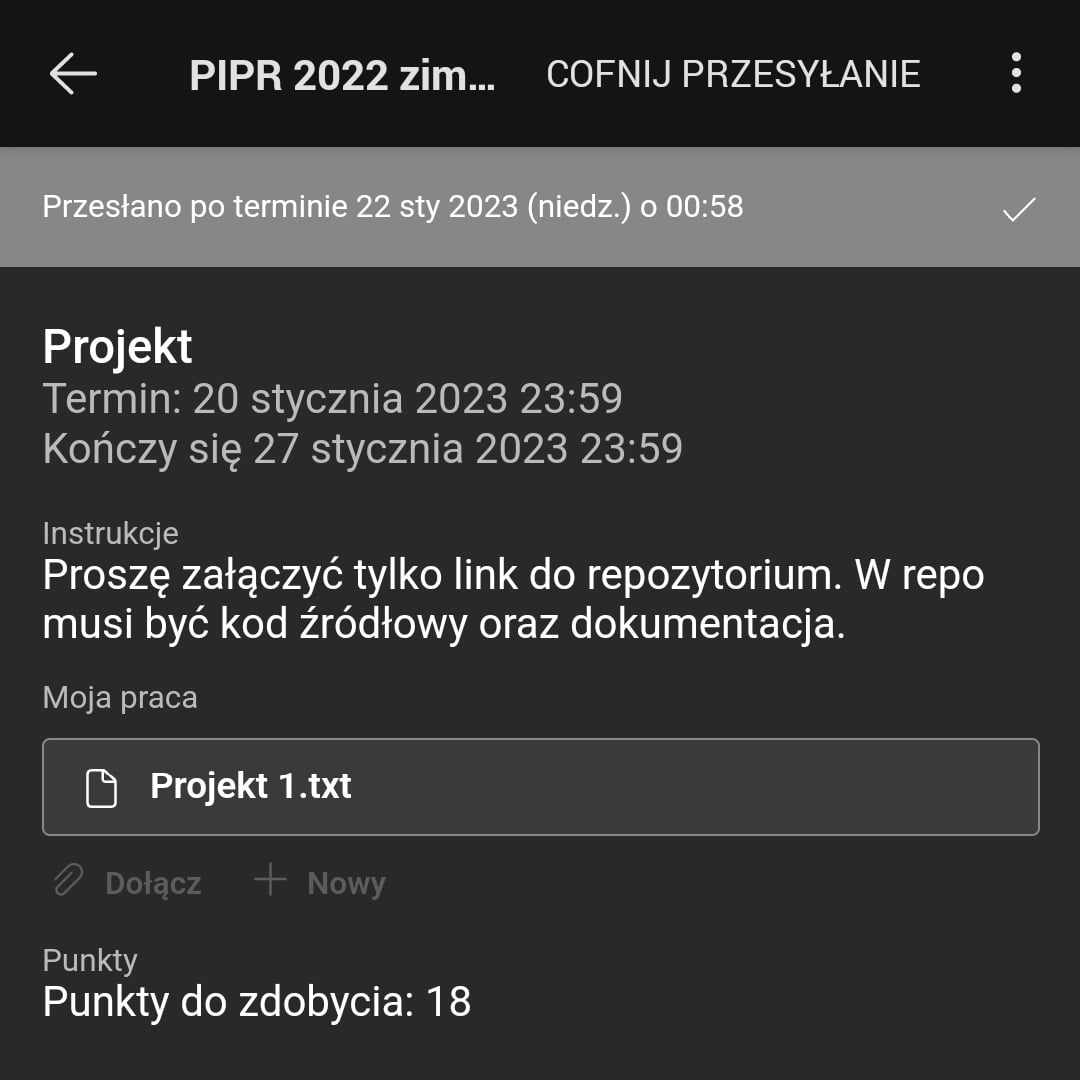 PIPR 2022 zim... COFNIJ PRZESYŁANIE
Przesłano po terminie 22 sty 2023 (niedz.) o 00:58
Projekt
Termin: 20 stycznia 2023 23:59
Kończy się 27 stycznia 2023 23:59
Instrukcje
Proszę załączyć tylko link do repozytorium. W repo
musi być kod źródłowy oraz dokumentacja.
Moja praca
Projekt 1.txt
Dołącz Nowy
Punkty
Punkty do zdobycia: 18